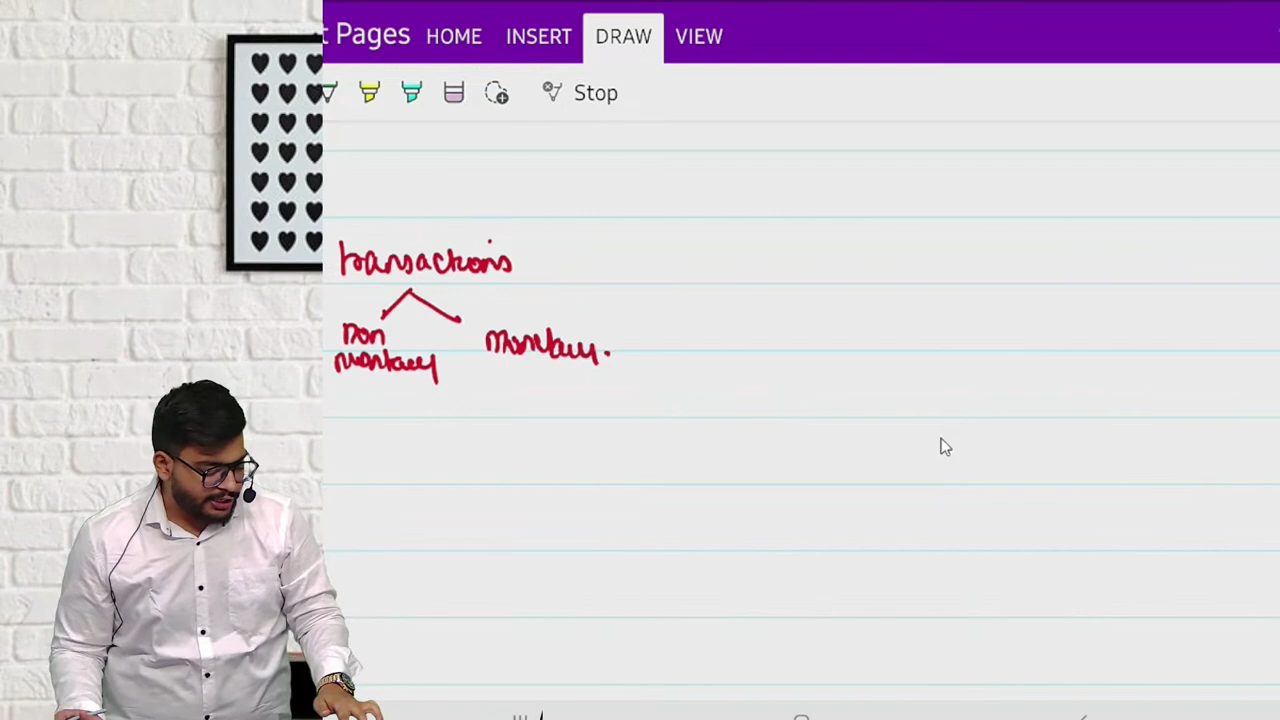 t Pages HOME INSERT DRAW VIEW
Stop
transactions
non monetary
monetary.